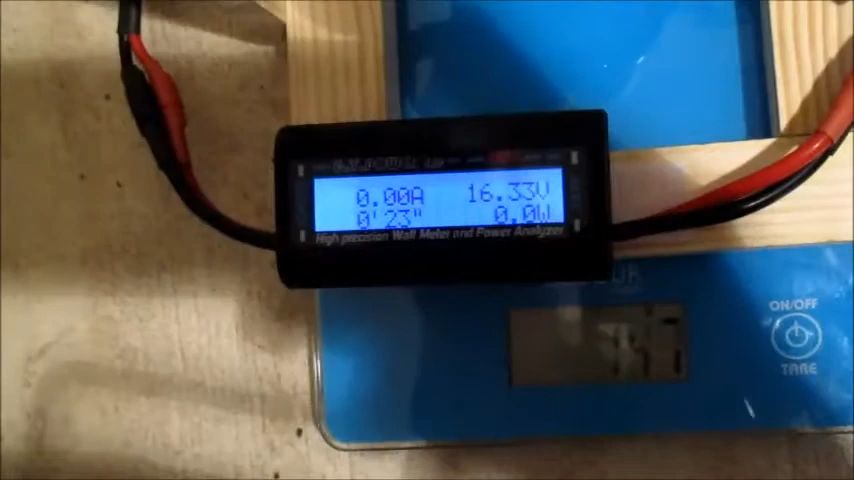 0.00A 16.33V
0'23" 0.0W
High precision Watt Meter and Power Analyzer
ON/OFF
TARE